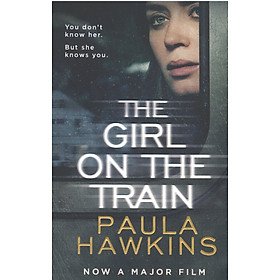 You don't
know her.
But she
knows you.
THE
GIRL
ON THE
TRAIN
PAULA
HAWKINS
NOW A MAJOR FILM